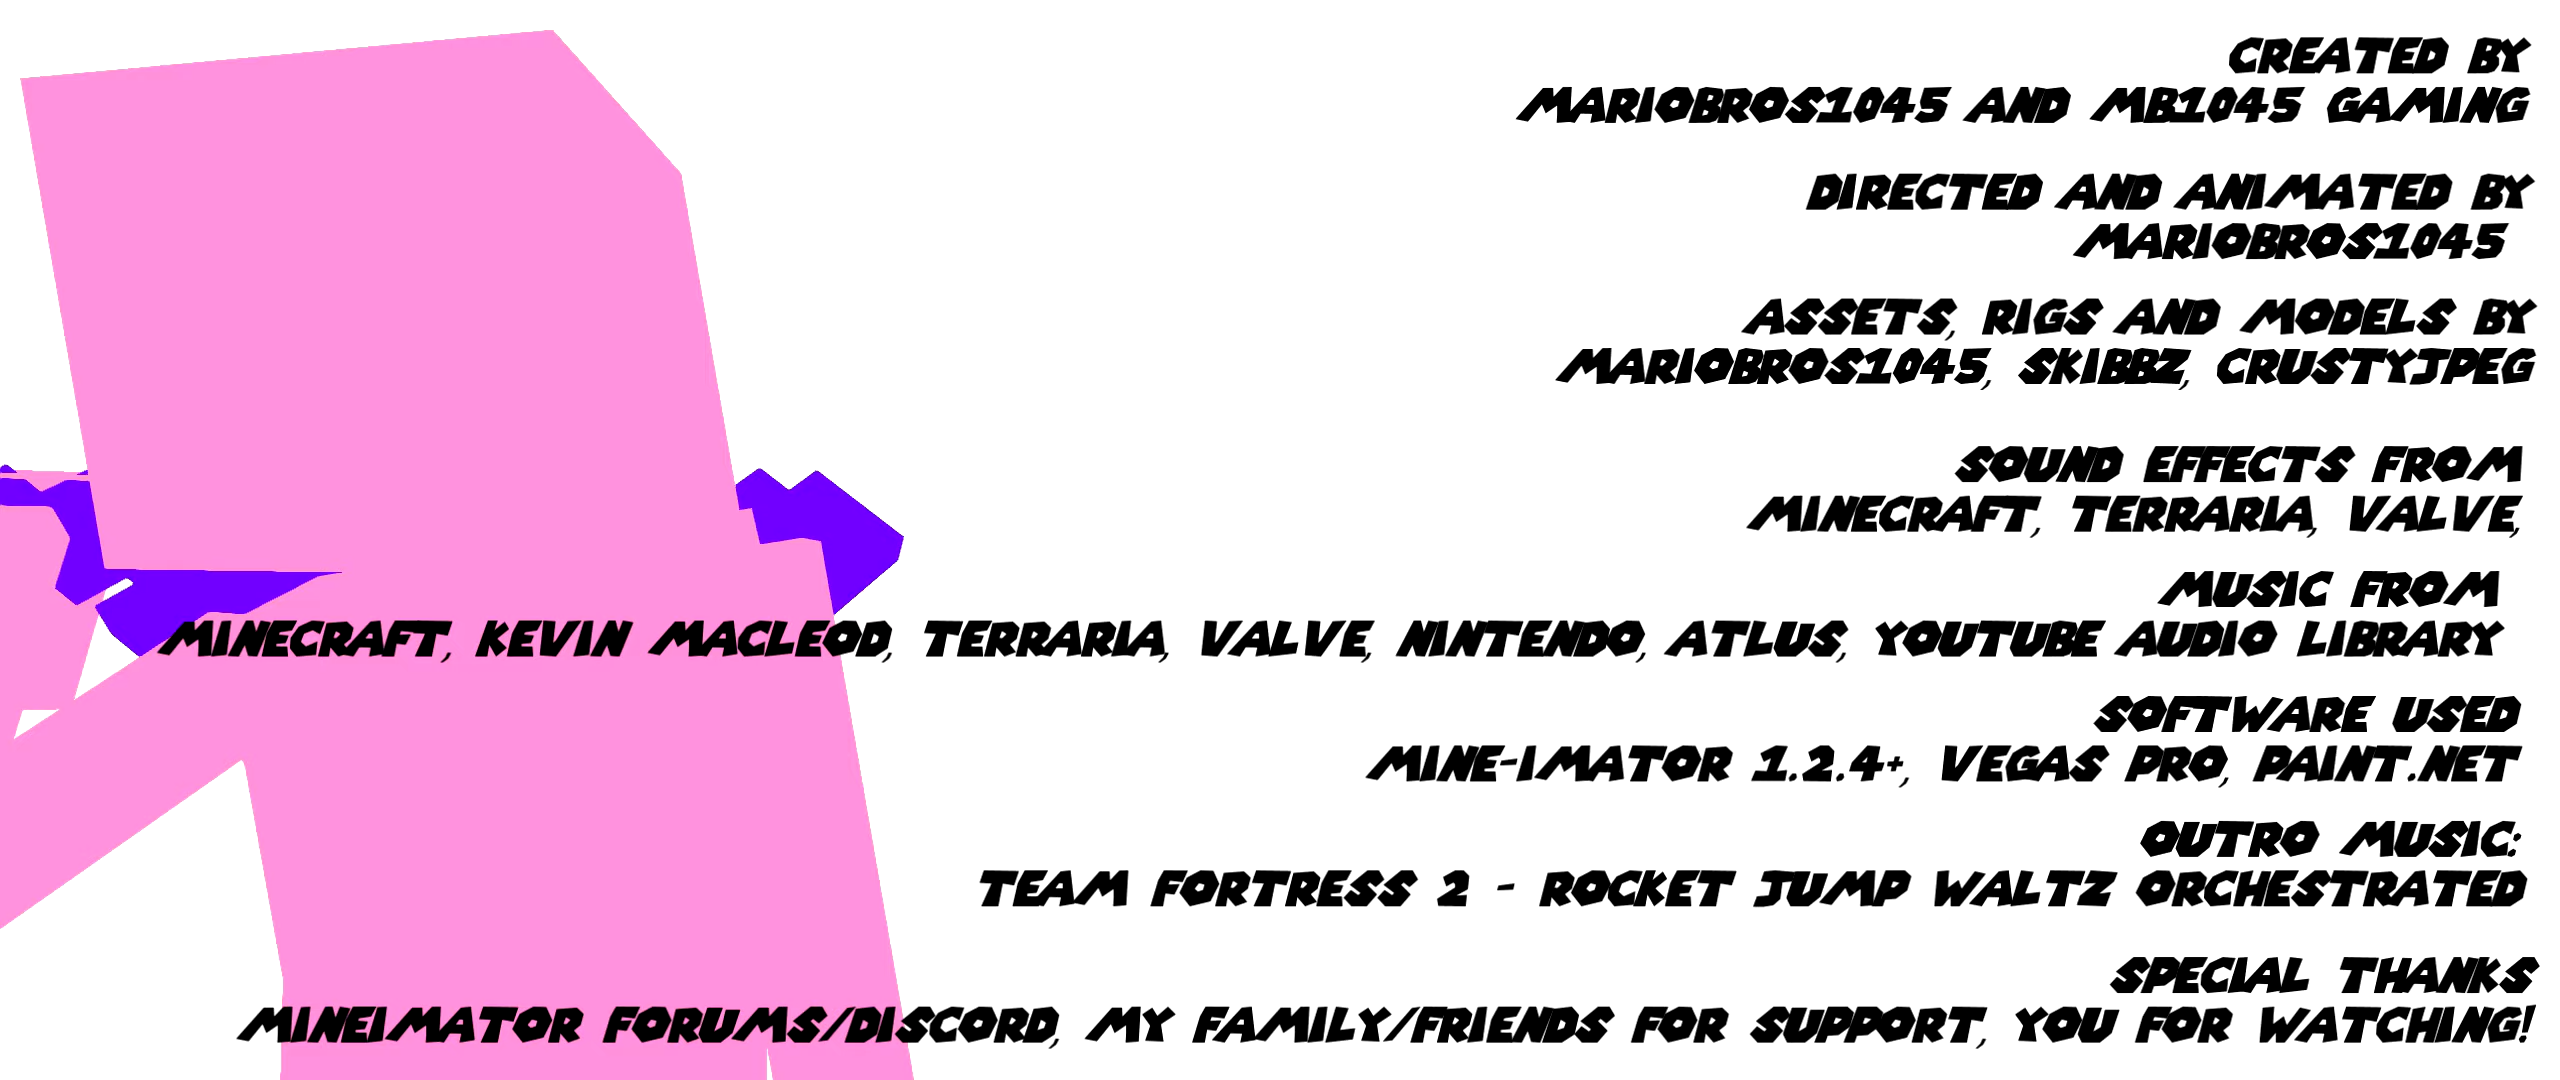 CREATED BY
MARIOBROS1045 AND MB1045 GAMING
DIRECTED AND ANIMATED BY
MARIOBROS1045
ASSETS, RIGS AND MODELS BY
MARIOBROS1045, SKIBBZ, CRUSTYJPEG
SOUND EFFECTS FROM
MINECRAFT, TERRARIA, VALVE,
MUSIC FROM
MINECRAFT, KEVIN MACLEOD, TERRARIA, VALVE, NINTENDO, ATLUS, YOUTUBE AUDIO LIBRARY
SOFTWARE USED
MINE-IMATOR 1.2.4+, VEGAS PRO, PAINT.NET
OUTRO MUSIC:
TEAM FORTRESS 2 - ROCKET JUMP WALTZ ORCHESTRATED
SPECIAL THANKS
MINEIMATOR FORUMS/DISCORD, MY FAMILY/FRIENDS FOR SUPPORT, YOU FOR WATCHING!